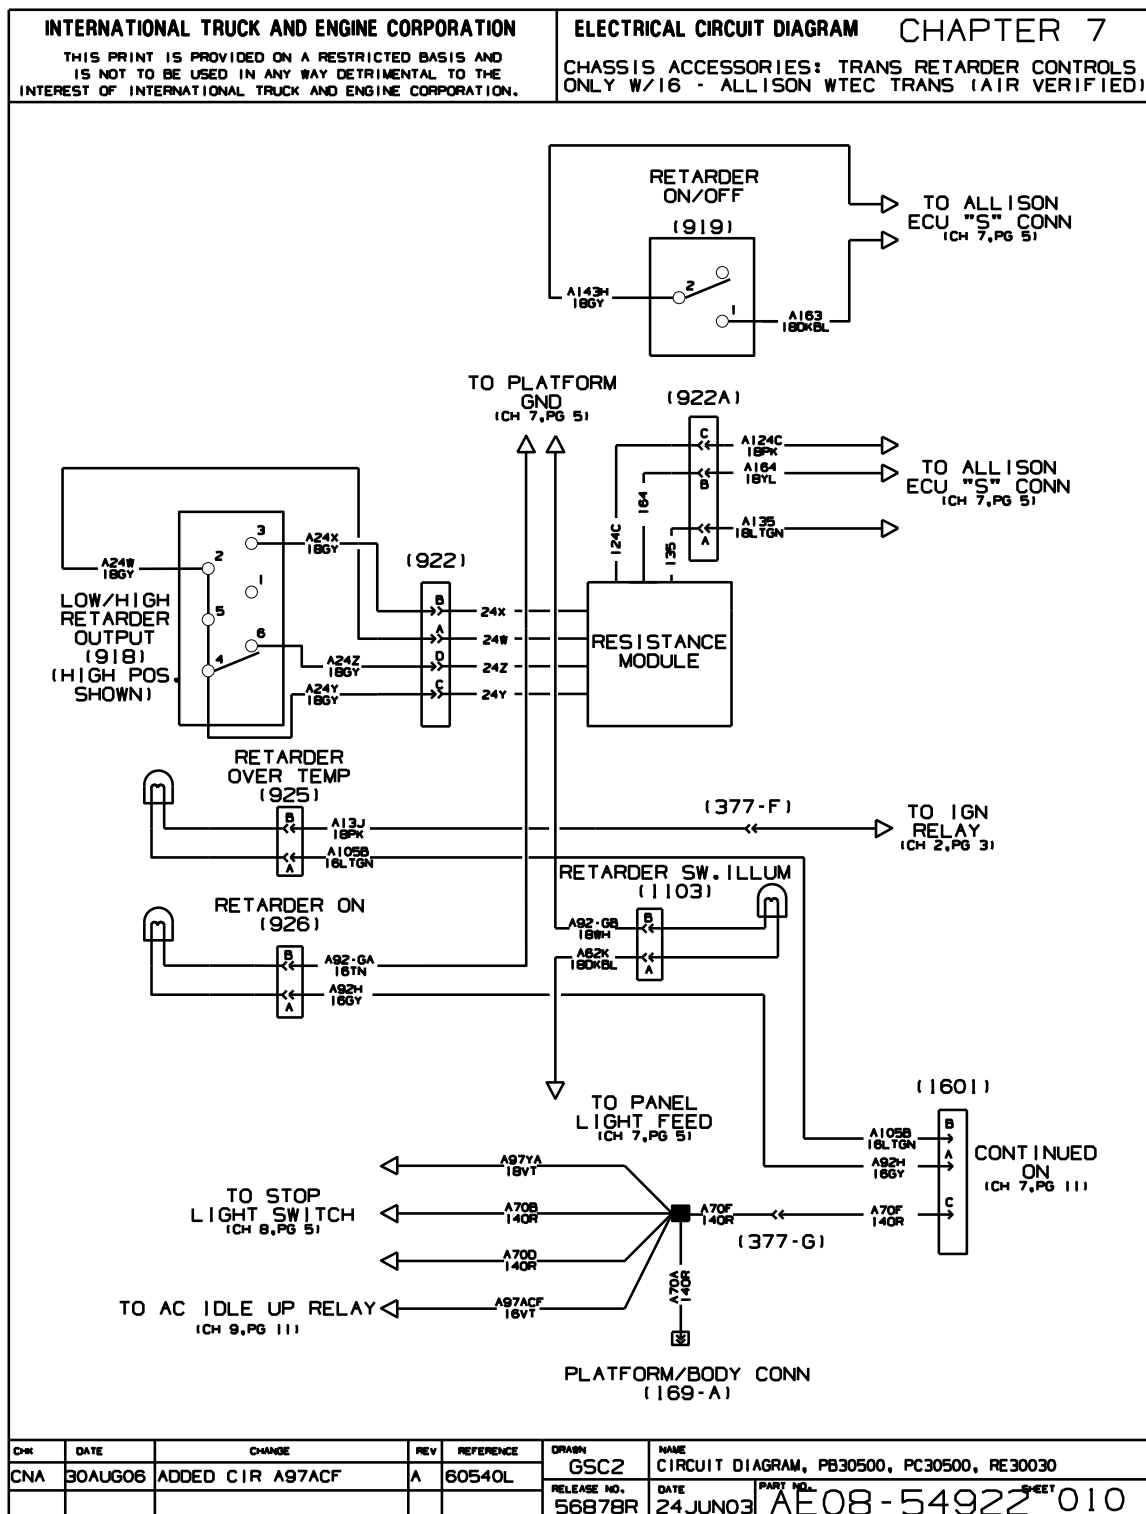 INTERNATIONAL TRUCK AND ENGINE CORPORATION
THIS PRINT IS PROVIDED ON A RESTRICTED BASIS AND
IS NOT TO BE USED IN ANY WAY DETRIMENTAL TO THE
INTEREST OF INTERNATIONAL TRUCK AND ENGINE CORPORATION.
ELECTRICAL CIRCUIT DIAGRAM CHAPTER 7
CHASSIS ACCESSORIES: TRANS RETARDER CONTROLS
ONLY W/16 - ALLISON WTEC TRANS (AIR VERIFIED)
RETARDER
ON/OFF
(919)
2
1
A143H
18GY
A163
18DKBL
TO ALLISON
ECU "S" CONN
(CH 7,PG 5)
TO PLATFORM
GND
(CH 7,PG 5)
(922A)
C
B
A
A124C
18PK
A164
18YL
A135
18LTGN
TO ALLISON
ECU "S" CONN
(CH 7,PG 5)
124C
164
135
A24W
18GY
LOW/HIGH
RETARDER
OUTPUT
(918)
(HIGH POS.
SHOWN)
3
2
1
5
6
4
A24X
18GY
A24Z
18GY
A24Y
18GY
(922)
B
A
D
C
24X
24W
24Z
24Y
RESISTANCE
MODULE
RETARDER
OVER TEMP
(925)
B
A
A13J
18PK
A105B
16LTGN
(377-F)
TO IGN
RELAY
(CH 2,PG 3)
RETARDER SW.ILLUM
(1103)
B
A
A92-GB
18WH
A62K
18DKBL
RETARDER ON
(926)
B
A
A92-GA
16TN
A92H
16GY
TO PANEL
LIGHT FEED
(CH 7,PG 5)
(1601)
B
A
C
A105B
16LTGN
A92H
16GY
A70F
14OR
CONTINUED
ON
(CH 7,PG 11)
A97YA
18VT
A70B
14OR
A70D
14OR
A97ACF
16VT
TO STOP
LIGHT SWITCH
(CH 8,PG 5)
TO AC IDLE UP RELAY
(CH 9,PG 11)
A70F
14OR
(377-G)
A70A
14OR
PLATFORM/BODY CONN
(169-A)
CHK DATE CHANGE REV REFERENCE
CNA 30AUG06 ADDED CIR A97ACF A 60540L
DRAWN
GSC2
NAME
CIRCUIT DIAGRAM, PB30500, PC30500, RE30030
RELEASE NO.
56878R
DATE
24JUN03
PART NO.
AE08-54922
SHEET
010